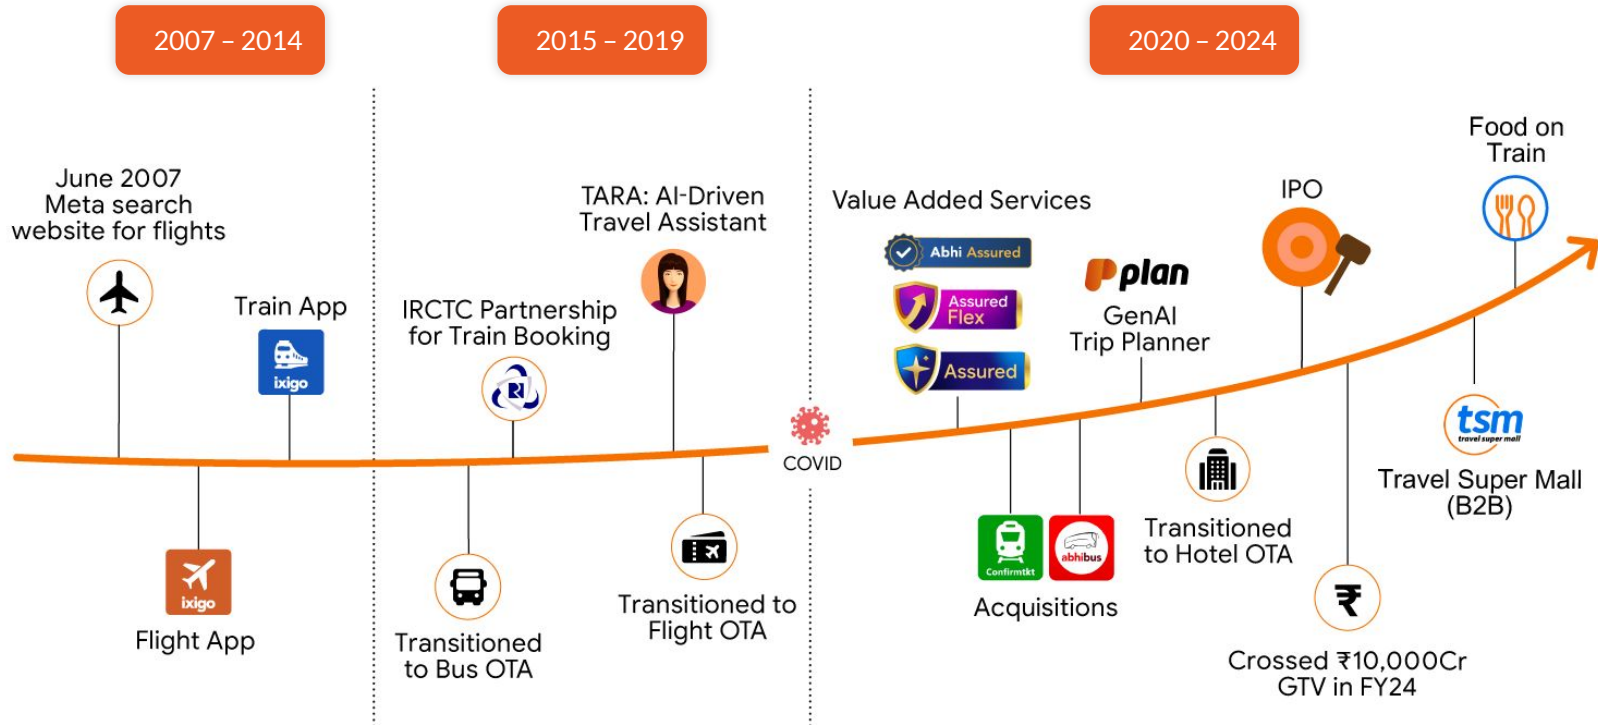 2007 – 2014
2015 – 2019
2020 – 2024
June 2007
Meta search
website for flights
Train App
ixigo
ixigo
Flight App
IRCTC Partnership
for Train Booking
TARA: AI-Driven
Travel Assistant
Transitioned
to Bus OTA
Transitioned to
Flight OTA
COVID
Value Added Services
Abhi Assured
Assured
Flex
Assured
plan
GenAI
Trip Planner
Confirmtkt
abhibus
Acquisitions
Transitioned
to Hotel OTA
IPO
₹
Crossed ₹10,000Cr
GTV in FY24
Food on
Train
tsm
travel super mall
Travel Super Mall
(B2B)